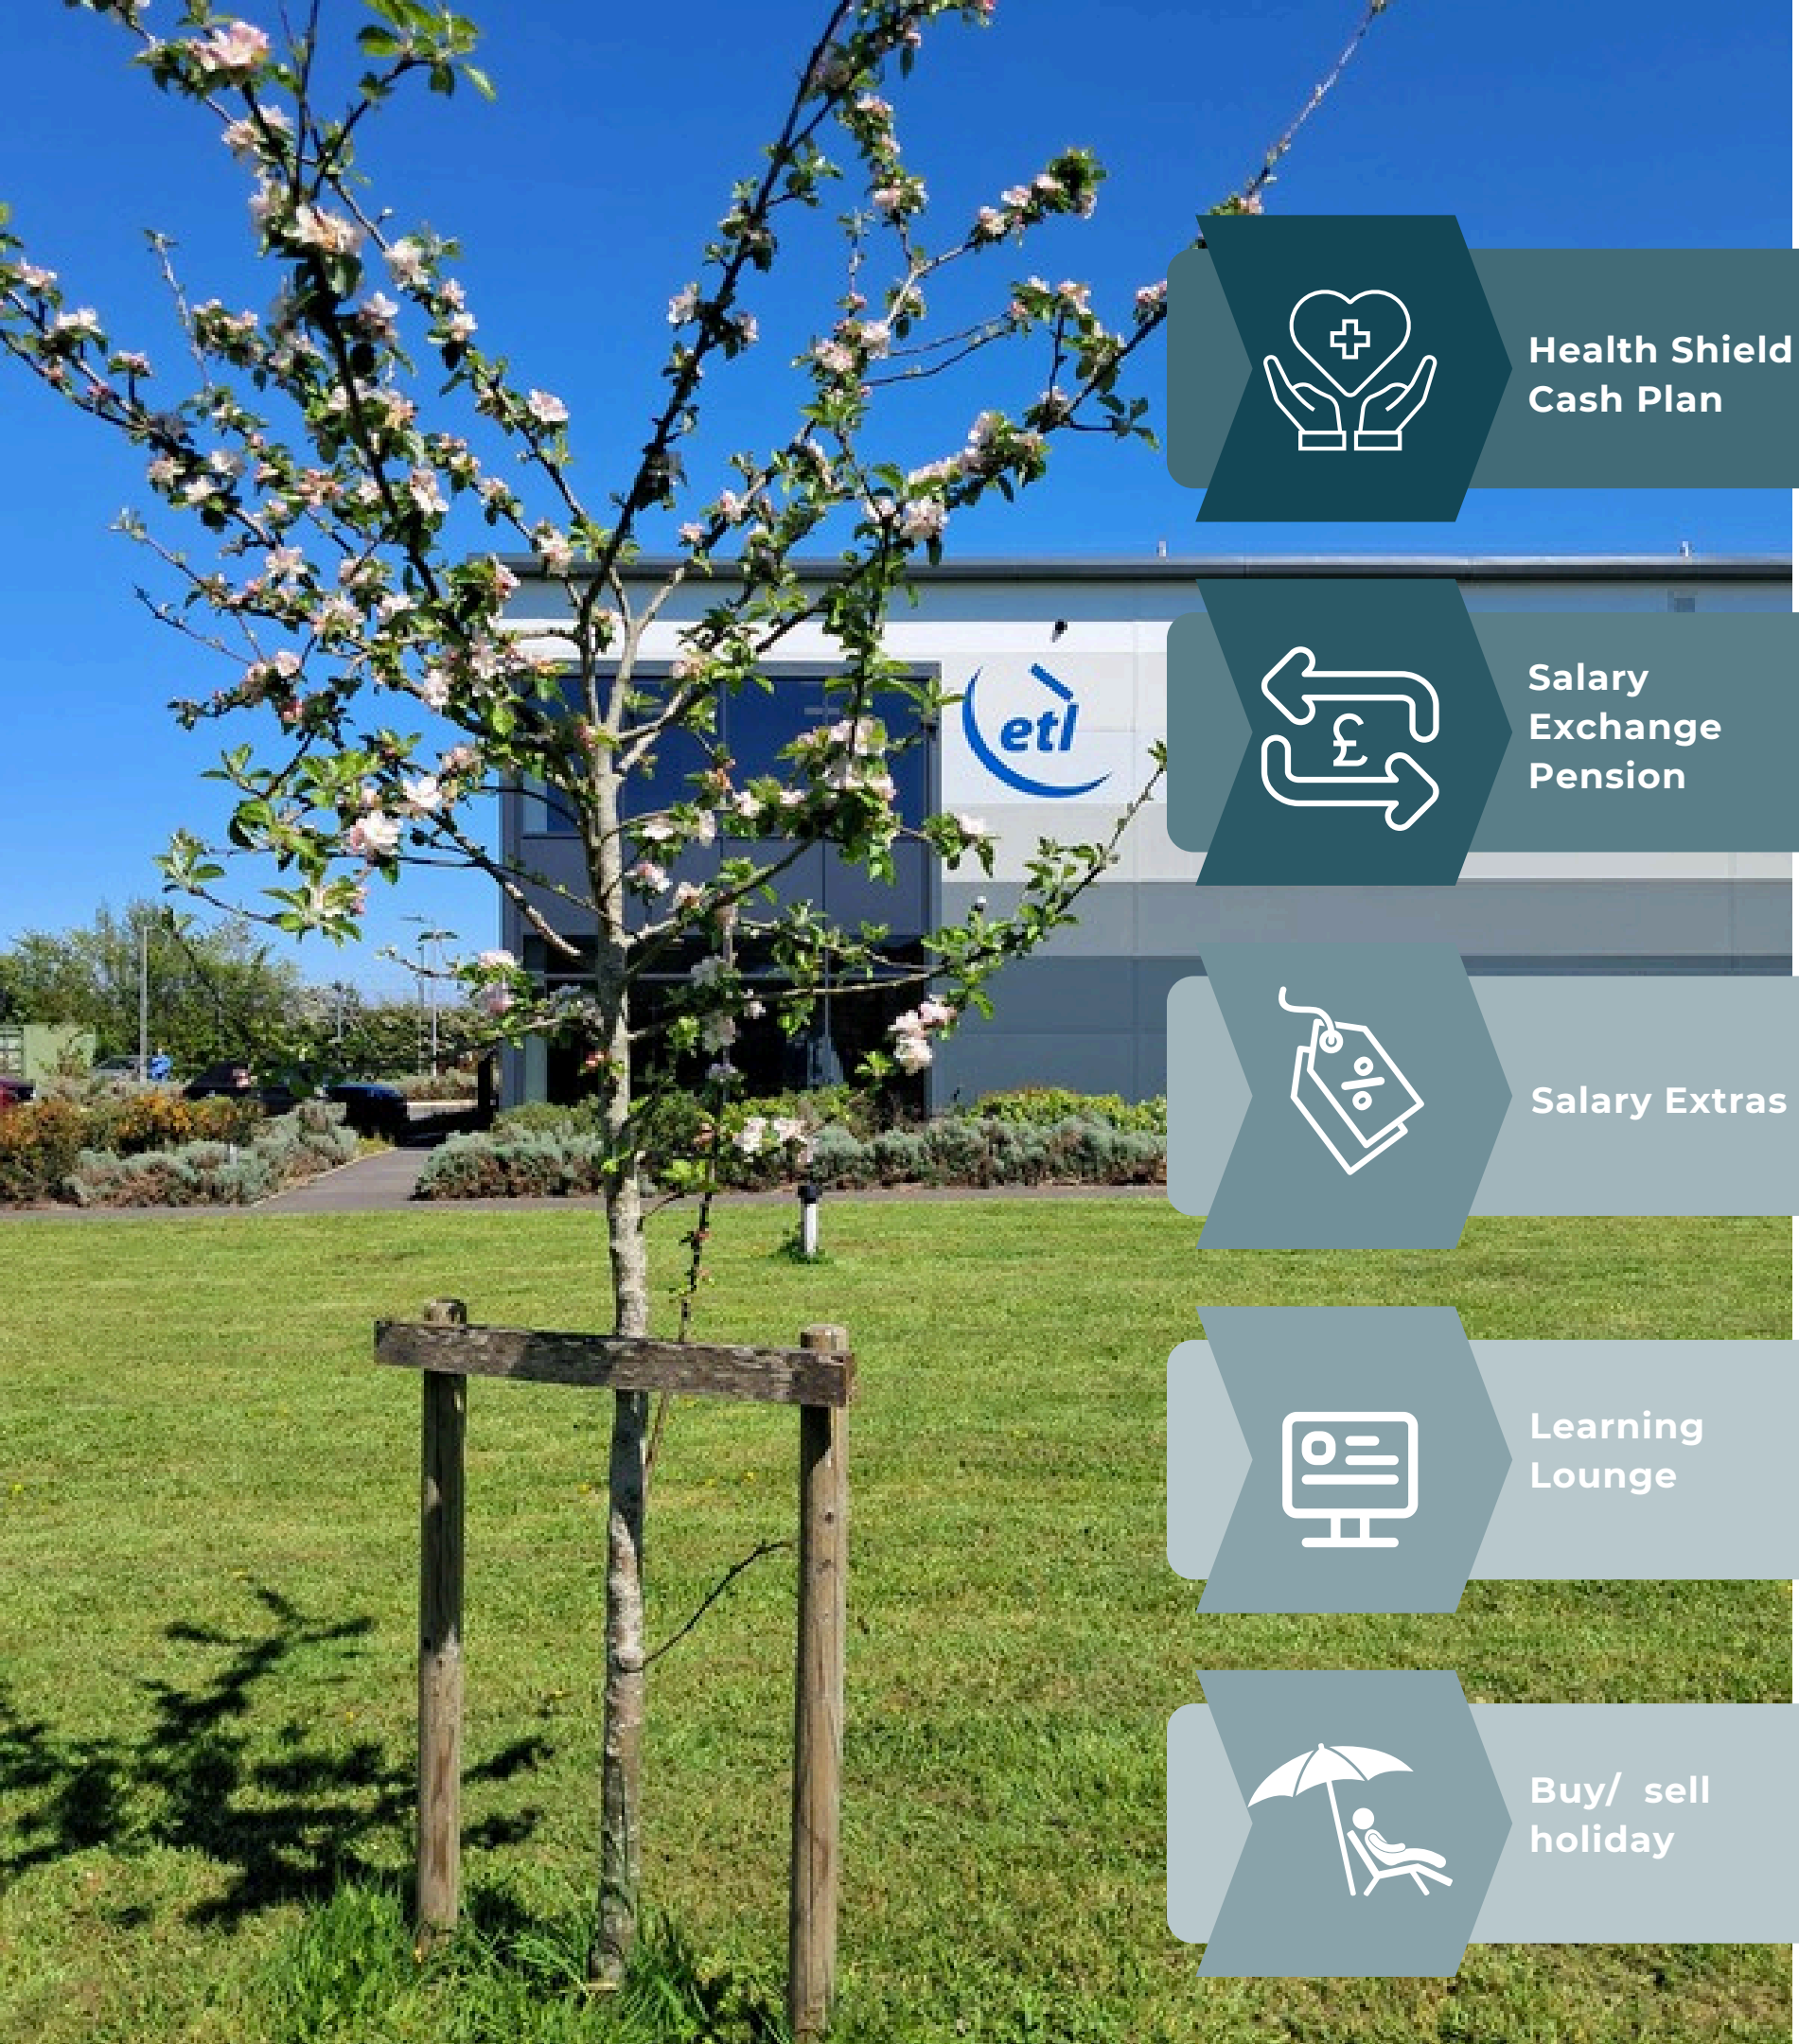 Health Shield
Cash Plan
etl
Salary
Exchange
£
Pension
%
Salary Extras
Learning
Lounge
Buy/  sell
holiday